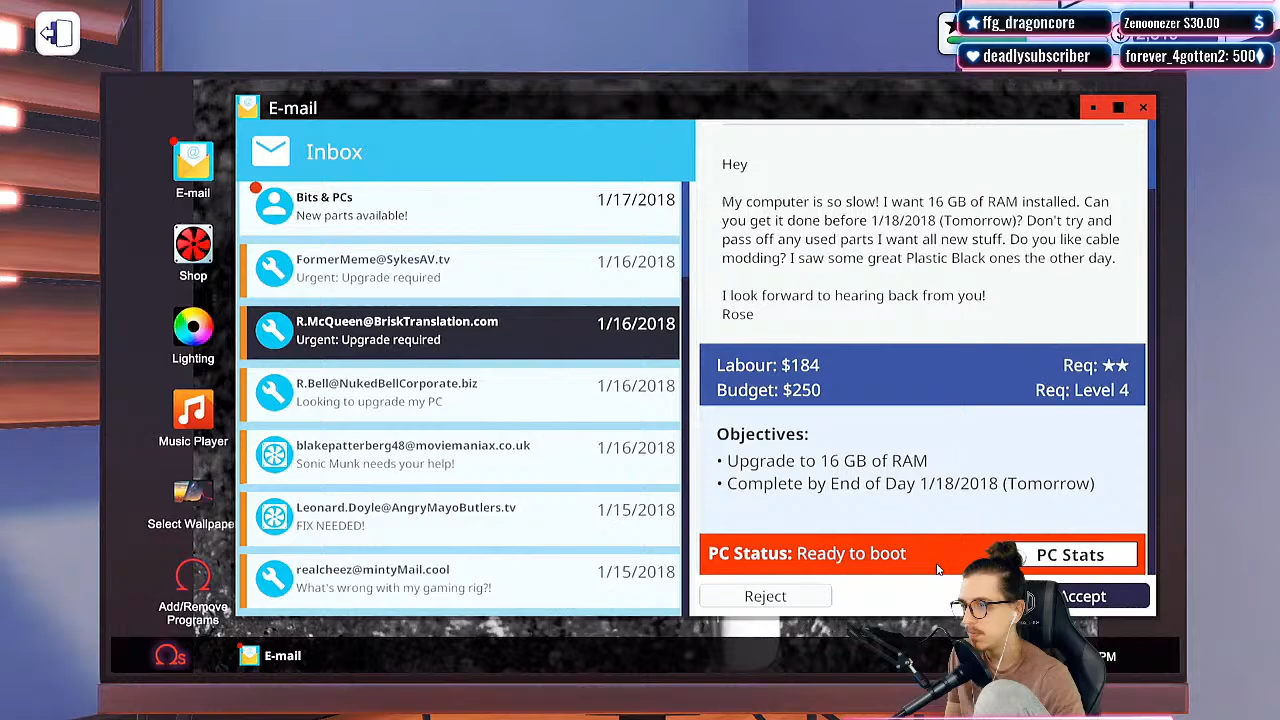 ffg_dragoncore
Zenoonezer $30.00 $
deadlysubscriber
forever_4gotten2: 500
E-mail
Inbox
E-mail
Shop
Lighting
Music Player
Select Wallpape
Add/Remove
Programs
Bits & PCs 1/17/2018
New parts available!
FormerMeme@SykesAV.tv 1/16/2018
Urgent: Upgrade required
R.McQueen@BriskTranslation.com 1/16/2018
Urgent: Upgrade required
R.Bell@NukedBellCorporate.biz 1/16/2018
Looking to upgrade my PC
blakepatterberg48@moviemaniax.co.uk 1/16/2018
Sonic Munk needs your help!
Leonard.Doyle@AngryMayoButlers.tv 1/15/2018
FIX NEEDED!
realcheez@mintyMail.cool 1/15/2018
What's wrong with my gaming rig?!
Hey
My computer is so slow! I want 16 GB of RAM installed. Can
you get it done before 1/18/2018 (Tomorrow)? Don't try and
pass off any used parts I want all new stuff. Do you like cable
modding? I saw some great Plastic Black ones the other day.
I look forward to hearing back from you!
Rose
Labour: $184 Req: ★★
Budget: $250 Req: Level 4
Objectives:
• Upgrade to 16 GB of RAM
• Complete by End of Day 1/18/2018 (Tomorrow)
PC Status: Ready to boot PC Stats
Reject Accept
Ωs E-mail PM